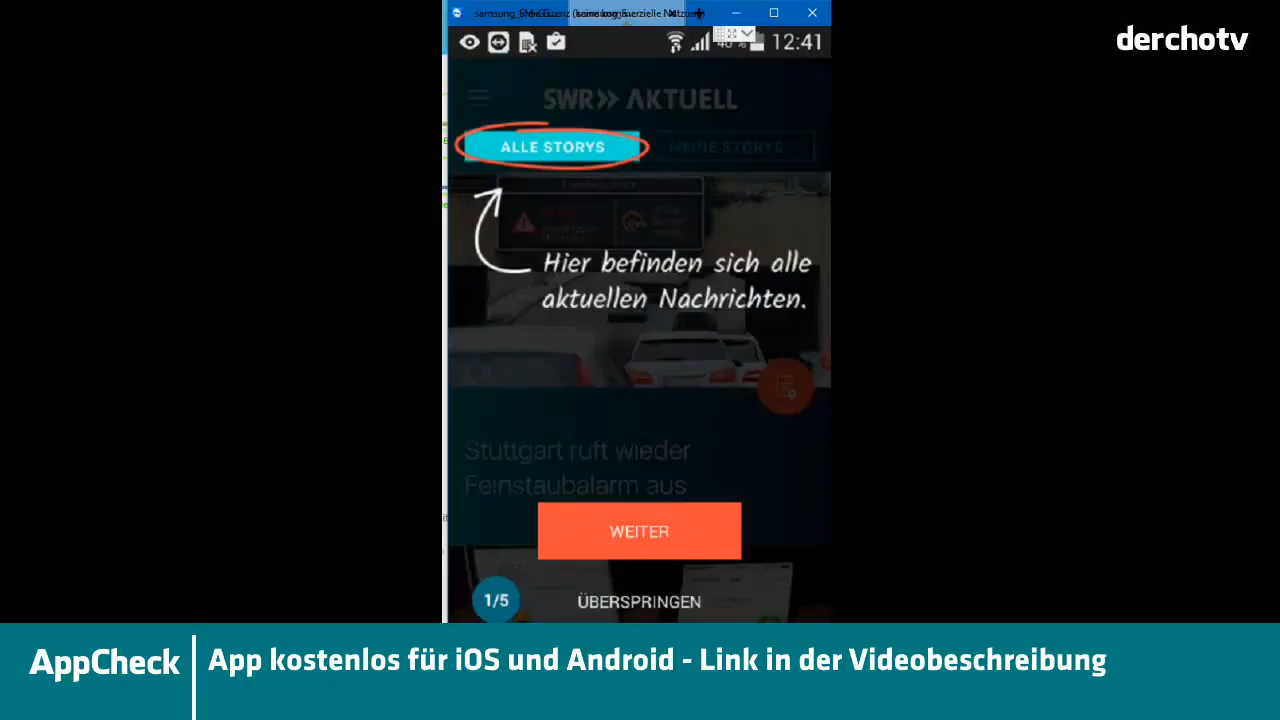 derchotv
12:41
SWR>> AKTUELL
ALLE STORYS
MEINE STORYS
Hier befinden sich alle
aktuellen Nachrichten.
Stuttgart ruft wieder
Feinstaubalarm aus
WEITER
1/5
ÜBERSPRINGEN
AppCheck
App kostenlos für iOS und Android - Link in der Videobeschreibung